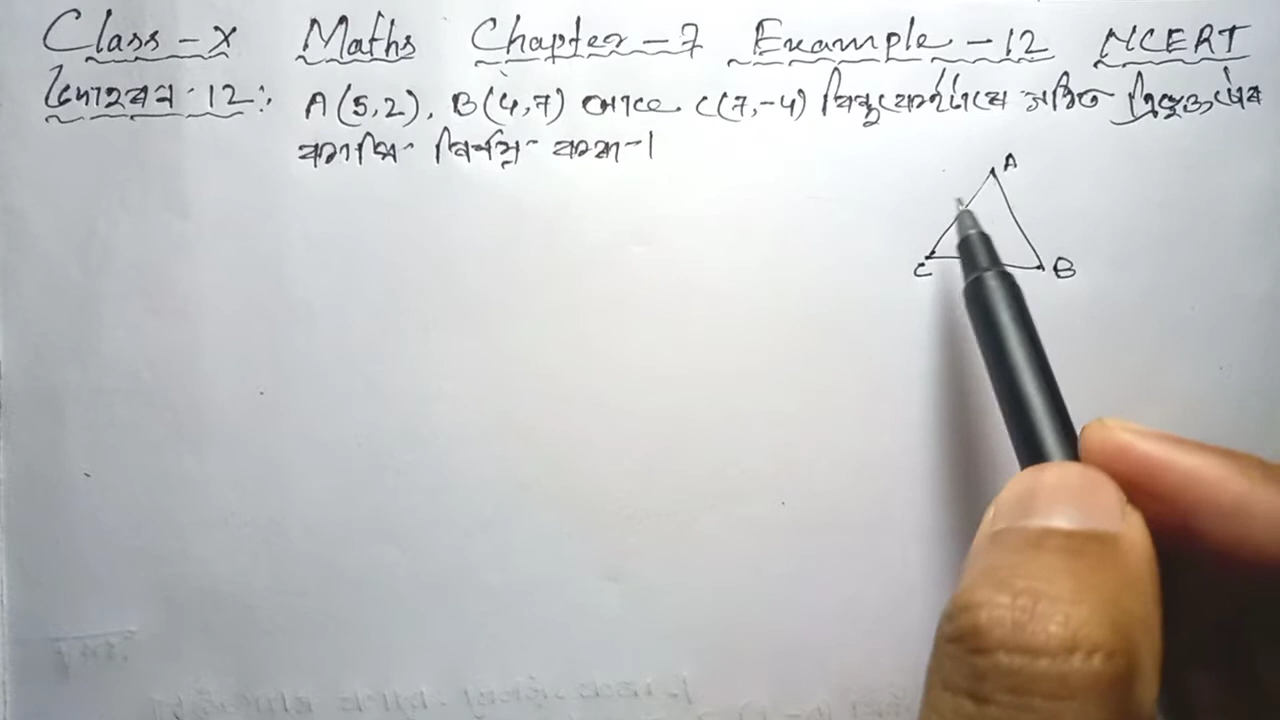 Class - X Maths Chapter - 7 Example - 12 NCERT
উদাহৰণ 12: A(5,2), B(4,7) আৰু C(7,-4) বিন্দুকেইটাৰে গঠিত ত্ৰিভুজটোৰ
কালি নিৰ্ণয় কৰা।
A
C
B